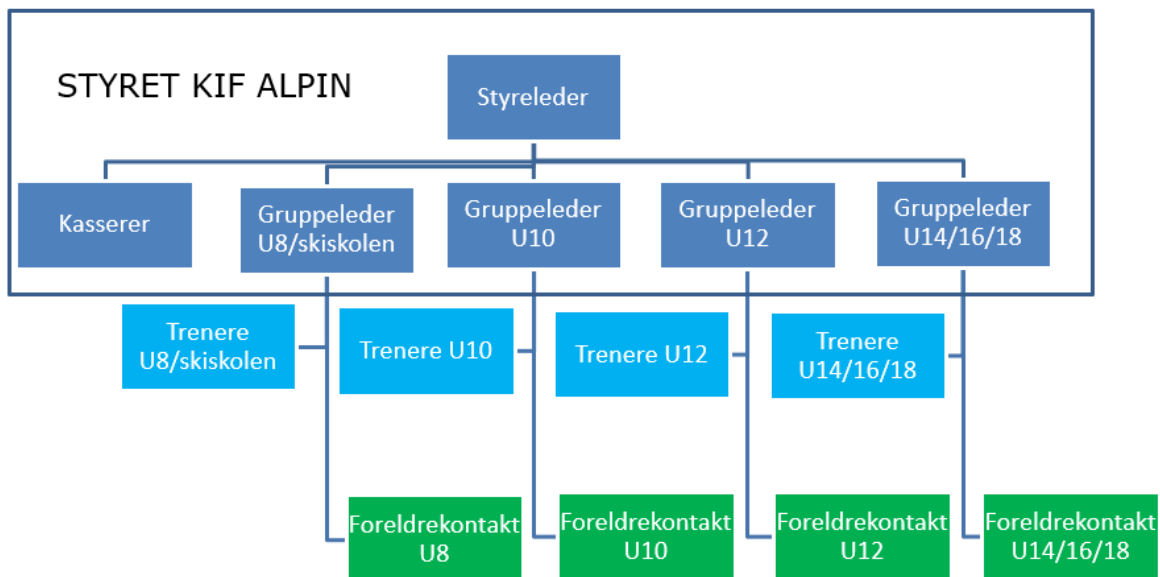 STYRET KIF ALPIN
Styreleder
Kasserer
Gruppeleder
U8/skiskolen
Gruppeleder
U10
Gruppeleder
U12
Gruppeleder
U14/16/18
Trenere
U8/skiskolen
Trenere U10
Trenere U12
Trenere
U14/16/18
Foreldrekontakt
U8
Foreldrekontakt
U10
Foreldrekontakt
U12
Foreldrekontakt
U14/16/18